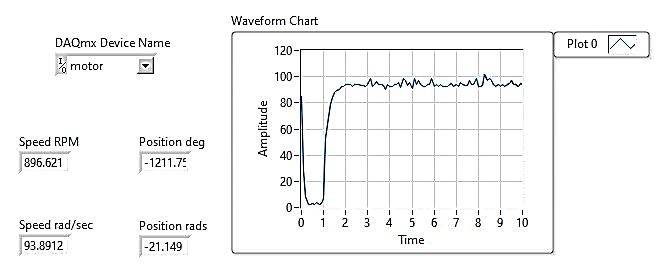 Waveform Chart
DAQmx Device Name
motor
Plot 0
Speed RPM
Position deg
896.621
-1211.75
Speed rad/sec
Position rads
93.8912
-21.149
Amplitude
120
100
80
60
40
20
0
0 1 2 3 4 5 6 7 8 9 10
Time